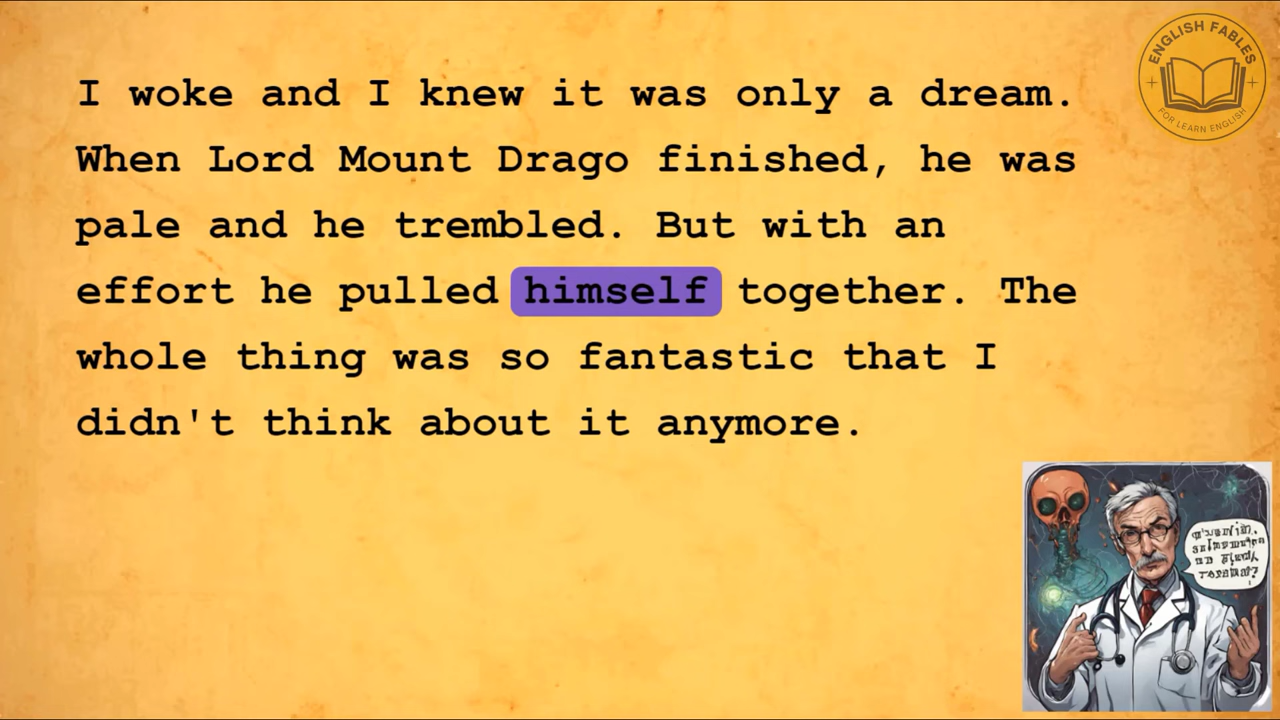 I woke and I knew it was only a dream.
When Lord Mount Drago finished, he was
pale and he trembled. But with an
effort he pulled himself together. The
whole thing was so fantastic that I
didn't think about it anymore.
ENGLISH FABLES
FOR LEARN ENGLISH